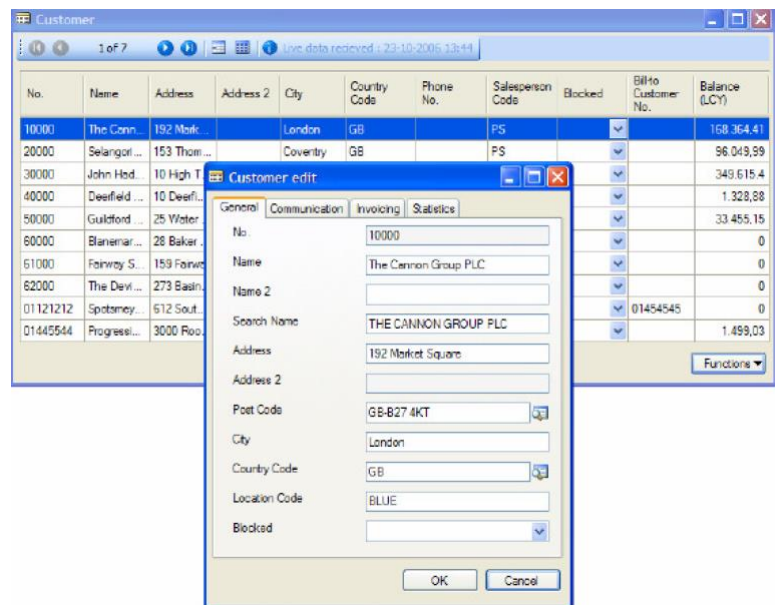 Customer
1 of 7 Live data recieved : 23-10-2006 13:44
No. Name Address Address 2 City Country Code Phone No. Salesperson Code Blocked Bill-to Customer No. Balance (LCY)
10000 The Cann... 192 Mark... London GB PS 168.364,41
20000 Selangori... 153 Thom... Coventry GB PS 96.049,99
30000 John Had... 10 High T 349.615,4
40000 Deerfield ... 10 Deerfi... 1.328,88
50000 Guildford ... 25 Water 33.455,15
60000 Blanemar... 28 Baker 0
61000 Fairway S... 159 Fairwa 0
62000 The Devi... 273 Basin. 0
01121212 Spotsmey... 612 Sout.. 01454545 0
01445544 Progressi... 3000 Roo. 1.499,03
Functions
Customer edit
General Communication Invoicing Statistics
No. 10000
Name The Cannon Group PLC
Name 2
Search Name THE CANNON GROUP PLC
Address 192 Market Square
Address 2
Post Code GB-B27 4KT
City London
Country Code GB
Location Code BLUE
Blocked
OK Cancel